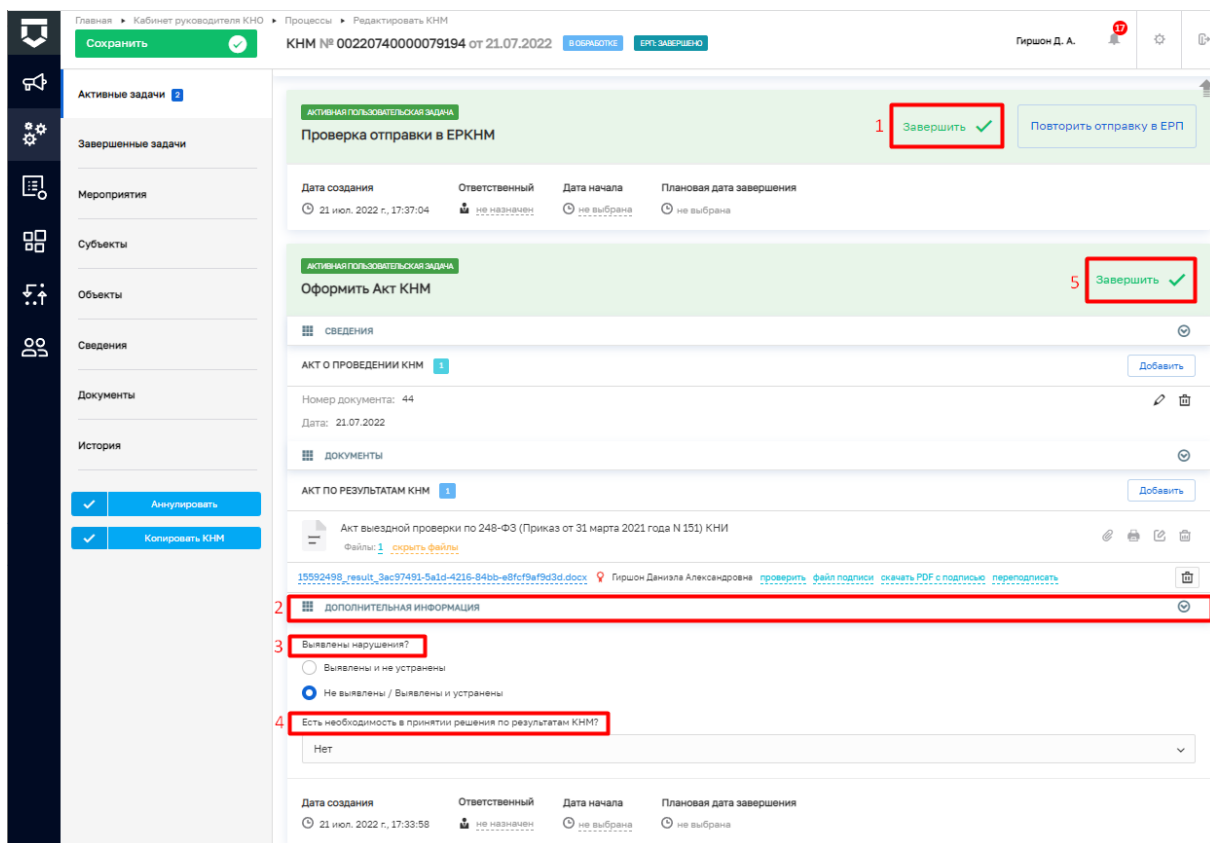 Главная ▸ Кабинет руководителя КНО ▸ Процессы ▸ Редактировать КНМ
Сохранить
КНМ № 00220740000079194 от 21.07.2022 В ОБРАБОТКЕ ЕРП: ЗАВЕРШЕНО
Гиршон Д. А.
17
Активные задачи 2
Завершенные задачи
Мероприятия
Субъекты
Объекты
Сведения
Документы
История
Аннулировать
Копировать КНМ
АКТИВНАЯ ПОЛЬЗОВАТЕЛЬСКАЯ ЗАДАЧА
Проверка отправки в ЕРКНМ
1 Завершить
Повторить отправку в ЕРП
Дата создания Ответственный Дата начала Плановая дата завершения
21 июл. 2022 г., 17:37:04 не назначен не выбрана не выбрана
АКТИВНАЯ ПОЛЬЗОВАТЕЛЬСКАЯ ЗАДАЧА
Оформить Акт КНМ
5 Завершить
СВЕДЕНИЯ
АКТ О ПРОВЕДЕНИИ КНМ 1 Добавить
Номер документа: 44
Дата: 21.07.2022
ДОКУМЕНТЫ
АКТ ПО РЕЗУЛЬТАТАМ КНМ 1 Добавить
Акт выездной проверки по 248-ФЗ (Приказ от 31 марта 2021 года N 151) КНИ
Файлы: 1 скрыть файлы
15592498_result_3ac97491-5a1d-4216-84bb-e8fcf9af9d3d.docx Гиршон Даниэла Александровна проверить файл подписи скачать PDF с подписью переподписать
2 ДОПОЛНИТЕЛЬНАЯ ИНФОРМАЦИЯ
3 Выявлены нарушения?
Выявлены и не устранены
Не выявлены / Выявлены и устранены
4 Есть необходимость в принятии решения по результатам КНМ?
Нет
Дата создания Ответственный Дата начала Плановая дата завершения
21 июл. 2022 г., 17:33:58 не назначен не выбрана не выбрана